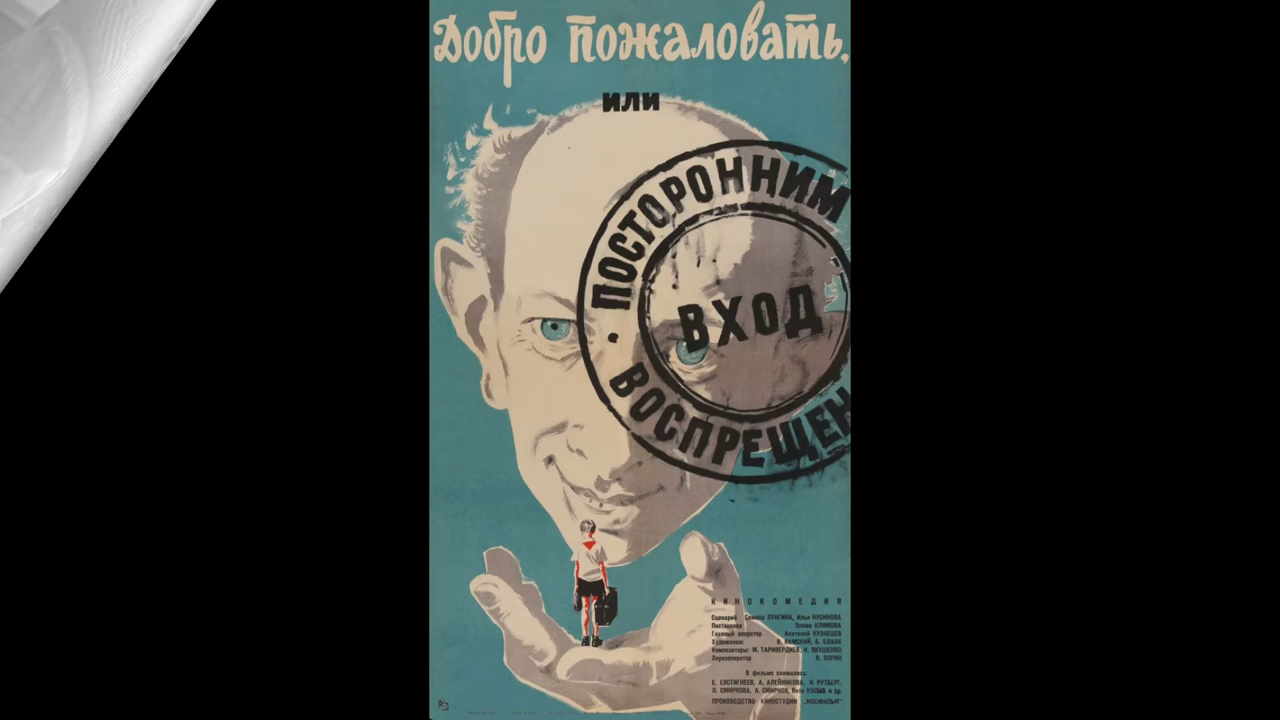 Добро пожаловать,
или
ПОСТОРОННИМ
ВХОД
ВОСПРЕЩЕН
КИНОКОМЕДИЯ
Сценарий Семена ЛУНГИНА, Ильи НУСИНОВА
Постановка Элема КЛИМОВА
Главный оператор Анатолий КУЗНЕЦОВ
Художники: В. КАМСКИЙ, Б. БЛАНК
Композиторы: М. ТАРИВЕРДИЕВ, И. ЯКУШЕНКО
Звукооператор В. ЗОРИН
В фильме снимались:
Е. ЕВСТИГНЕЕВ, А. АЛЕЙНИКОВА, И. РУТБЕРГ,
Л. СМИРНОВА, А. СМИРНОВ, Витя КОСЫХ и др.
ПРОИЗВОДСТВО КИНОСТУДИИ „МОСФИЛЬМ"